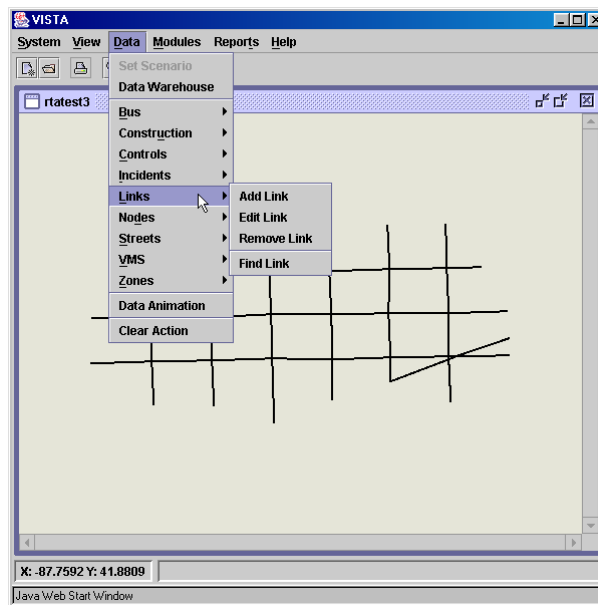 VISTA
System View Data Modules Reports Help
Set Scenario
Data Warehouse
rtatest3
Bus
Construction
Controls
Incidents
Links
Add Link
Nodes
Edit Link
Streets
Remove Link
VMS
Find Link
Zones
Data Animation
Clear Action
X: -87.7592 Y: 41.8809
Java Web Start Window